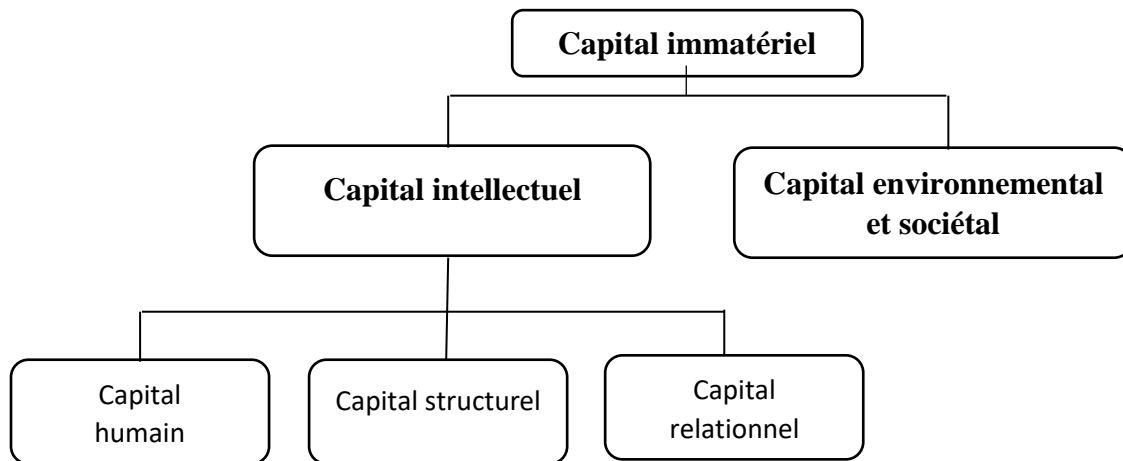 Capital immatériel
Capital intellectuel
Capital environnemental
et sociétal
Capital
humain
Capital structurel
Capital
relationnel